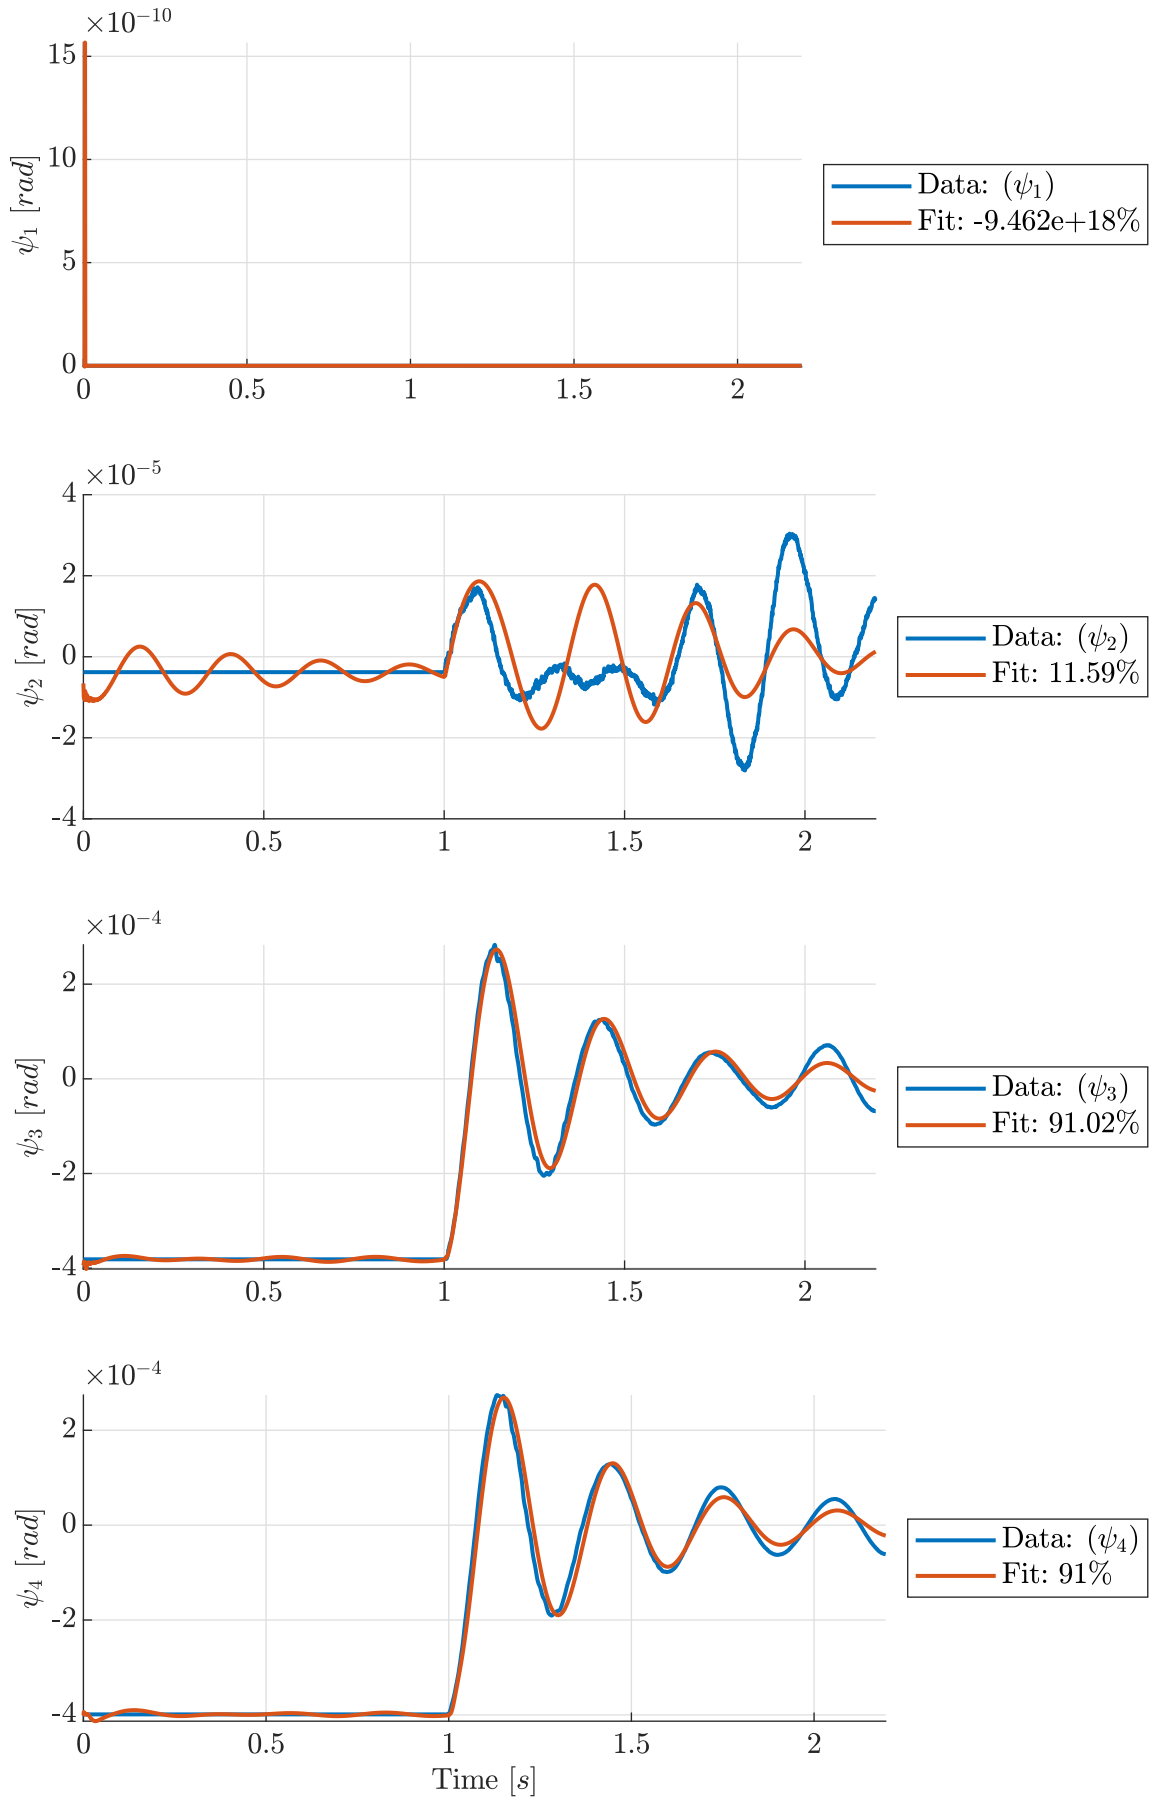 ×10⁻¹⁰
15
10
5
0
ψ₁ [rad]
0 0.5 1 1.5 2
Data: (ψ₁)
Fit: -9.462e+18%
×10⁻⁵
4
2
0
-2
-4
ψ₂ [rad]
0 0.5 1 1.5 2
Data: (ψ₂)
Fit: 11.59%
×10⁻⁴
2
0
-2
-4
ψ₃ [rad]
0 0.5 1 1.5 2
Data: (ψ₃)
Fit: 91.02%
×10⁻⁴
2
0
-2
-4
ψ₄ [rad]
0 0.5 1 1.5 2
Time [s]
Data: (ψ₄)
Fit: 91%